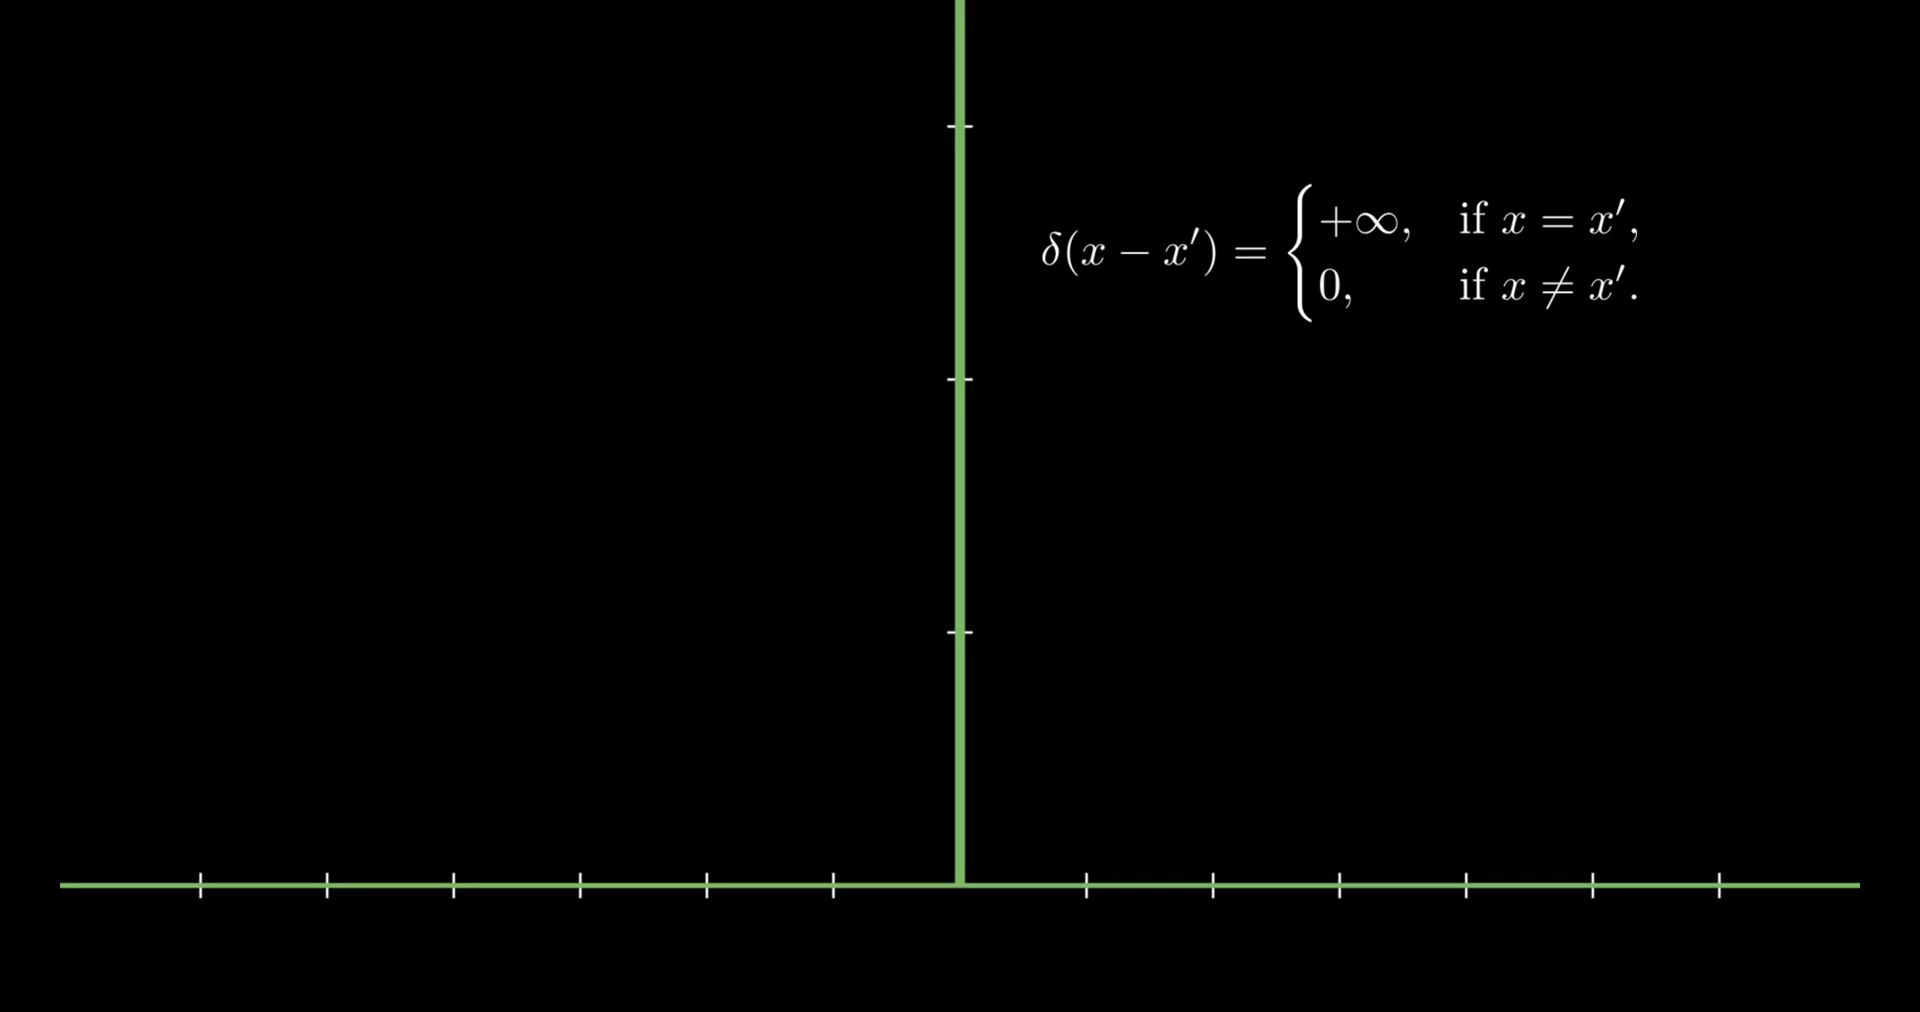 δ(x − x′) = { +∞, if x = x′,
0, if x ≠ x′.